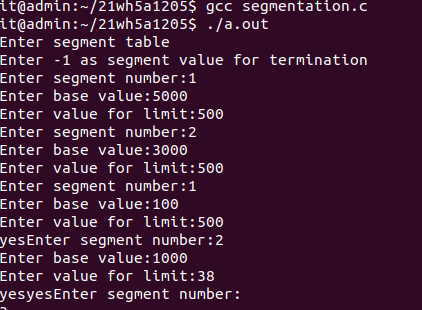 it@admin:~/21wh5a1205$ gcc segmentation.c
it@admin:~/21wh5a1205$ ./a.out
Enter segment table
Enter -1 as segment value for termination
Enter segment number:1
Enter base value:5000
Enter value for limit:500
Enter segment number:2
Enter base value:3000
Enter value for limit:500
Enter segment number:1
Enter base value:100
Enter value for limit:500
yesEnter segment number:2
Enter base value:1000
Enter value for limit:38
yesyesEnter segment number: